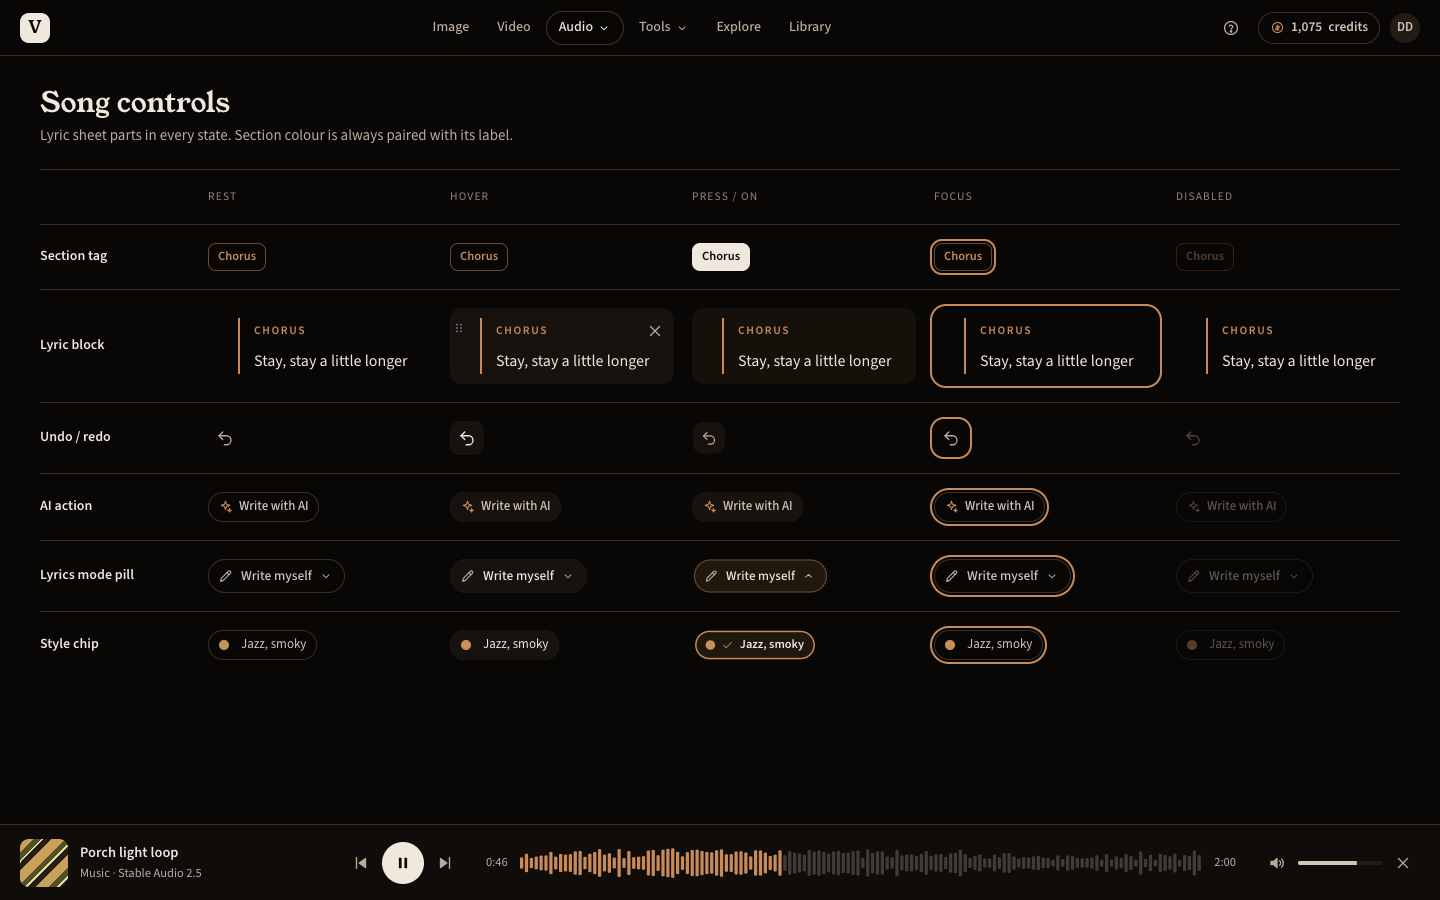 V
Image Video Audio Tools Explore Library
1,075 credits DD
Song controls
Lyric sheet parts in every state. Section colour is always paired with its label.
REST HOVER PRESS / ON FOCUS DISABLED
Section tag Chorus Chorus Chorus Chorus Chorus
CHORUS CHORUS CHORUS CHORUS CHORUS
Lyric block
Stay, stay a little longer Stay, stay a little longer Stay, stay a little longer Stay, stay a little longer Stay, stay a little longer
Undo / redo
AI action Write with AI Write with AI Write with AI Write with AI Write with AI
Lyrics mode pill Write myself Write myself Write myself Write myself Write myself
Style chip Jazz, smoky Jazz, smoky Jazz, smoky Jazz, smoky Jazz, smoky
Porch light loop
Music · Stable Audio 2.5
0:46 2:00